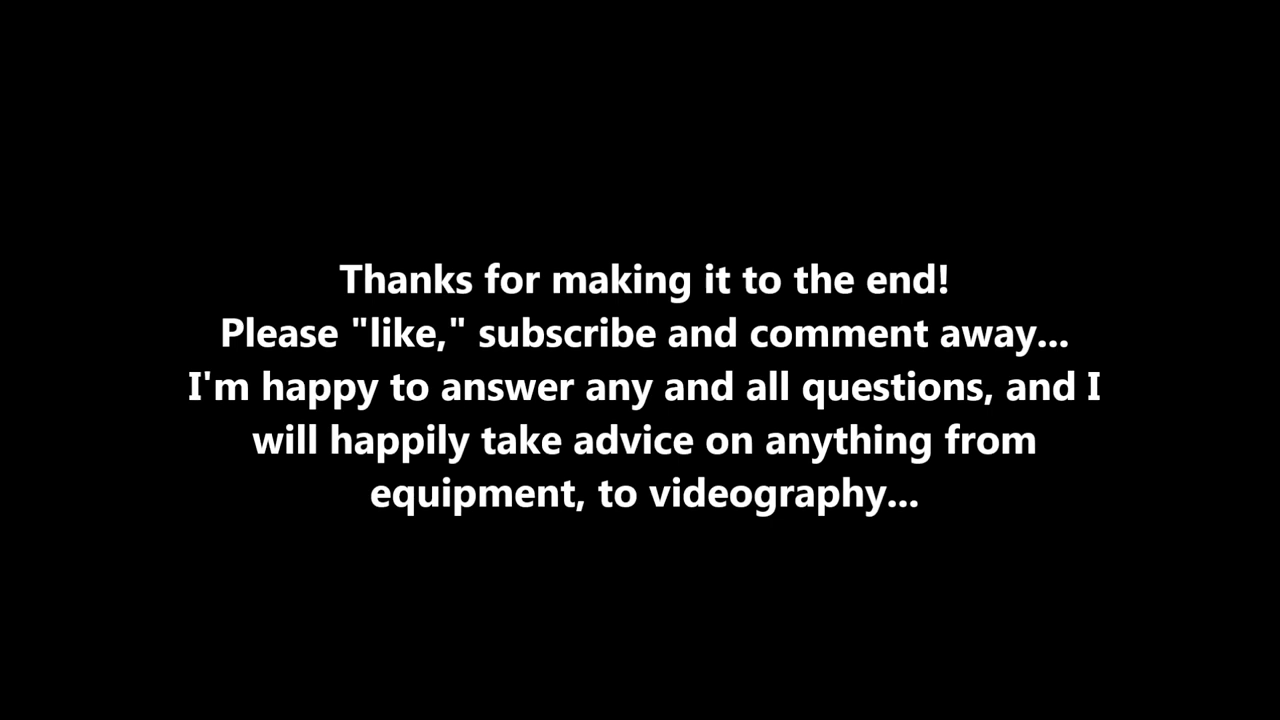 Thanks for making it to the end!
Please "like," subscribe and comment away...
I'm happy to answer any and all questions, and I
will happily take advice on anything from
equipment, to videography...